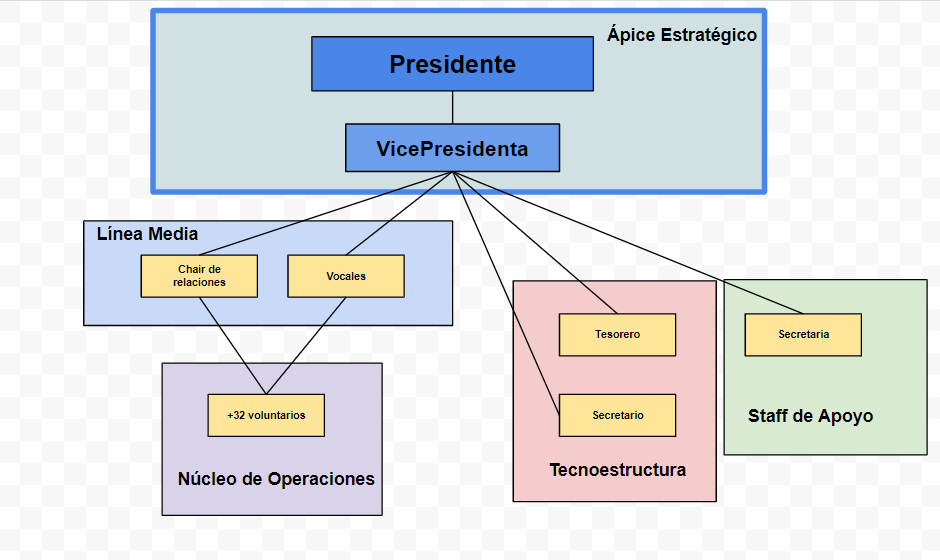 Ápice Estratégico
Presidente
VicePresidenta
Línea Media
Chair de
relaciones
Vocales
+32 voluntarios
Núcleo de Operaciones
Tesorero
Secretario
Tecnoestructura
Secretaria
Staff de Apoyo